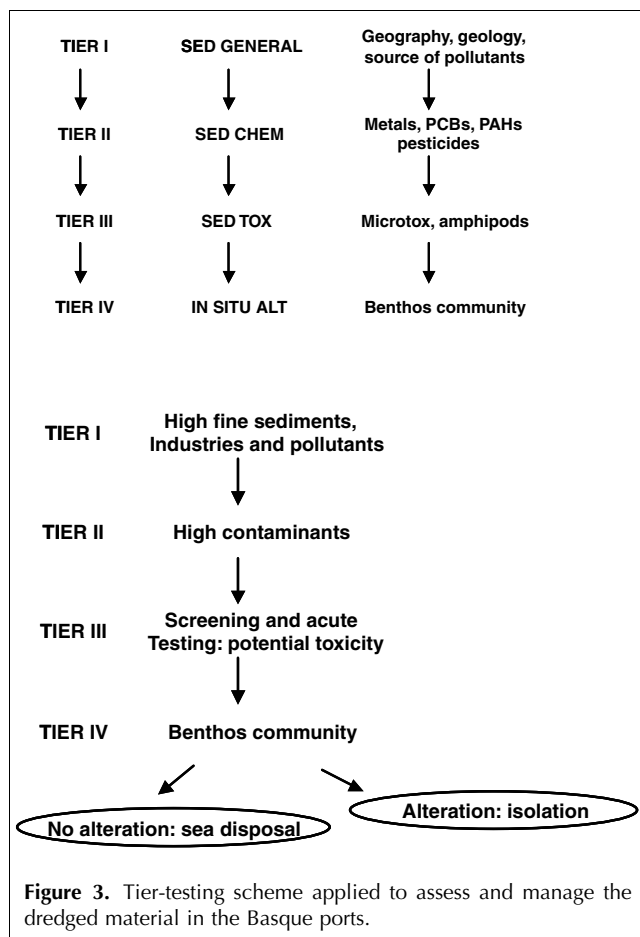 TIER I SED GENERAL Geography, geology,
source of pollutants
TIER II SED CHEM Metals, PCBs, PAHs
pesticides
TIER III SED TOX Microtox, amphipods
TIER IV IN SITU ALT Benthos community
TIER I High fine sediments,
Industries and pollutants
TIER II High contaminants
TIER III Screening and acute
Testing: potential toxicity
TIER IV Benthos community
No alteration: sea disposal
Alteration: isolation
Figure 3. Tier-testing scheme applied to assess and manage the
dredged material in the Basque ports.